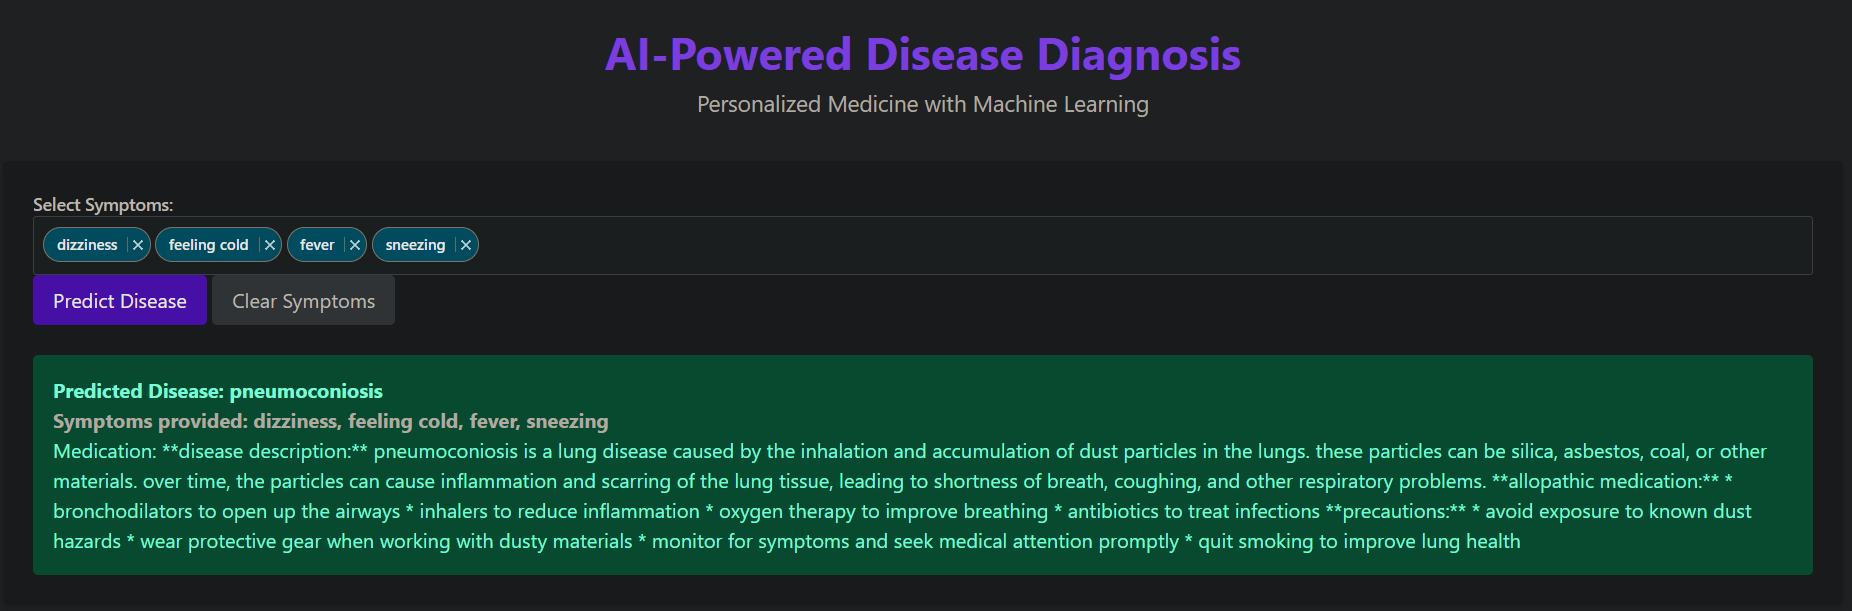 AI-Powered Disease Diagnosis
Personalized Medicine with Machine Learning
Select Symptoms:
dizziness × feeling cold × fever × sneezing ×
Predict Disease Clear Symptoms
Predicted Disease: pneumoconiosis
Symptoms provided: dizziness, feeling cold, fever, sneezing
Medication: **disease description:** pneumoconiosis is a lung disease caused by the inhalation and accumulation of dust particles in the lungs. these particles can be silica, asbestos, coal, or other
materials. over time, the particles can cause inflammation and scarring of the lung tissue, leading to shortness of breath, coughing, and other respiratory problems. **allopathic medication:** *
bronchodilators to open up the airways * inhalers to reduce inflammation * oxygen therapy to improve breathing * antibiotics to treat infections **precautions:** * avoid exposure to known dust
hazards * wear protective gear when working with dusty materials * monitor for symptoms and seek medical attention promptly * quit smoking to improve lung health